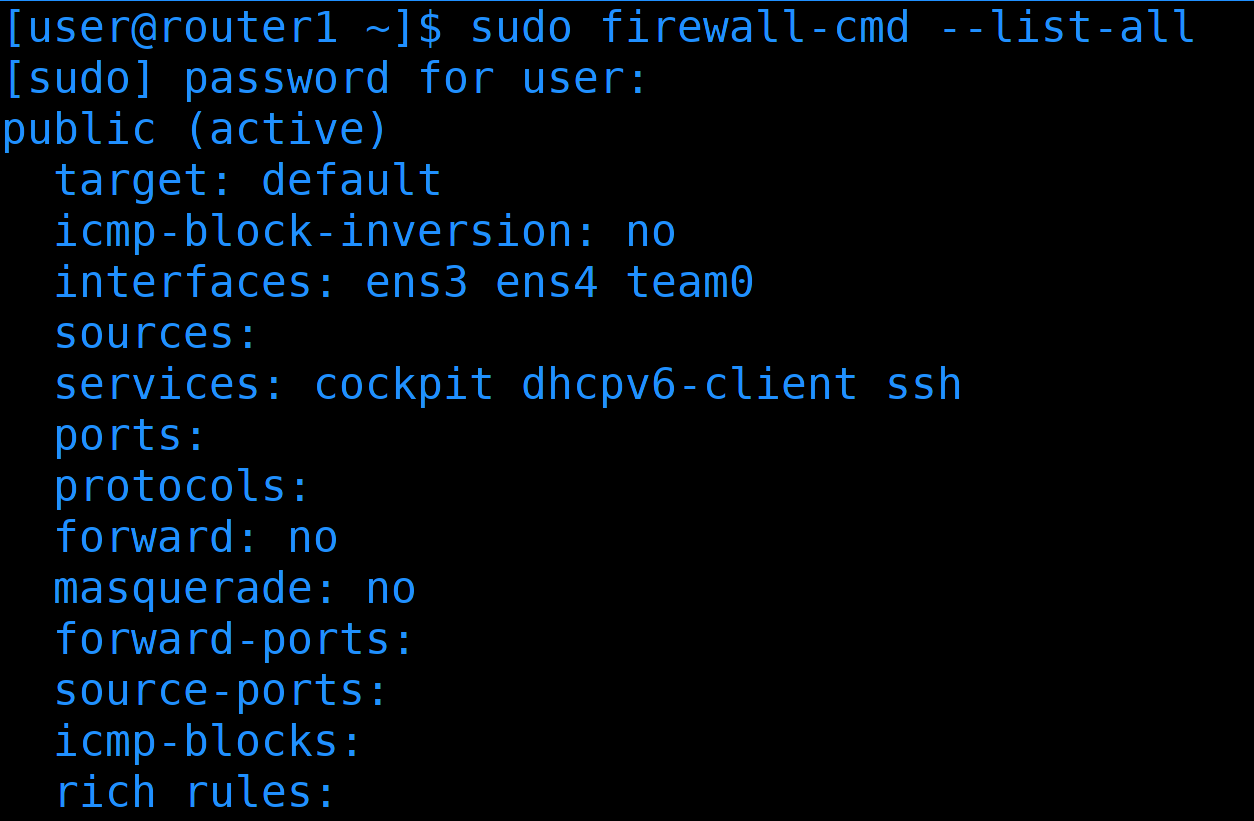 [user@router1 ~]$ sudo firewall-cmd --list-all
[sudo] password for user:
public (active)
  target: default
  icmp-block-inversion: no
  interfaces: ens3 ens4 team0
  sources:
  services: cockpit dhcpv6-client ssh
  ports:
  protocols:
  forward: no
  masquerade: no
  forward-ports:
  source-ports:
  icmp-blocks:
  rich rules: